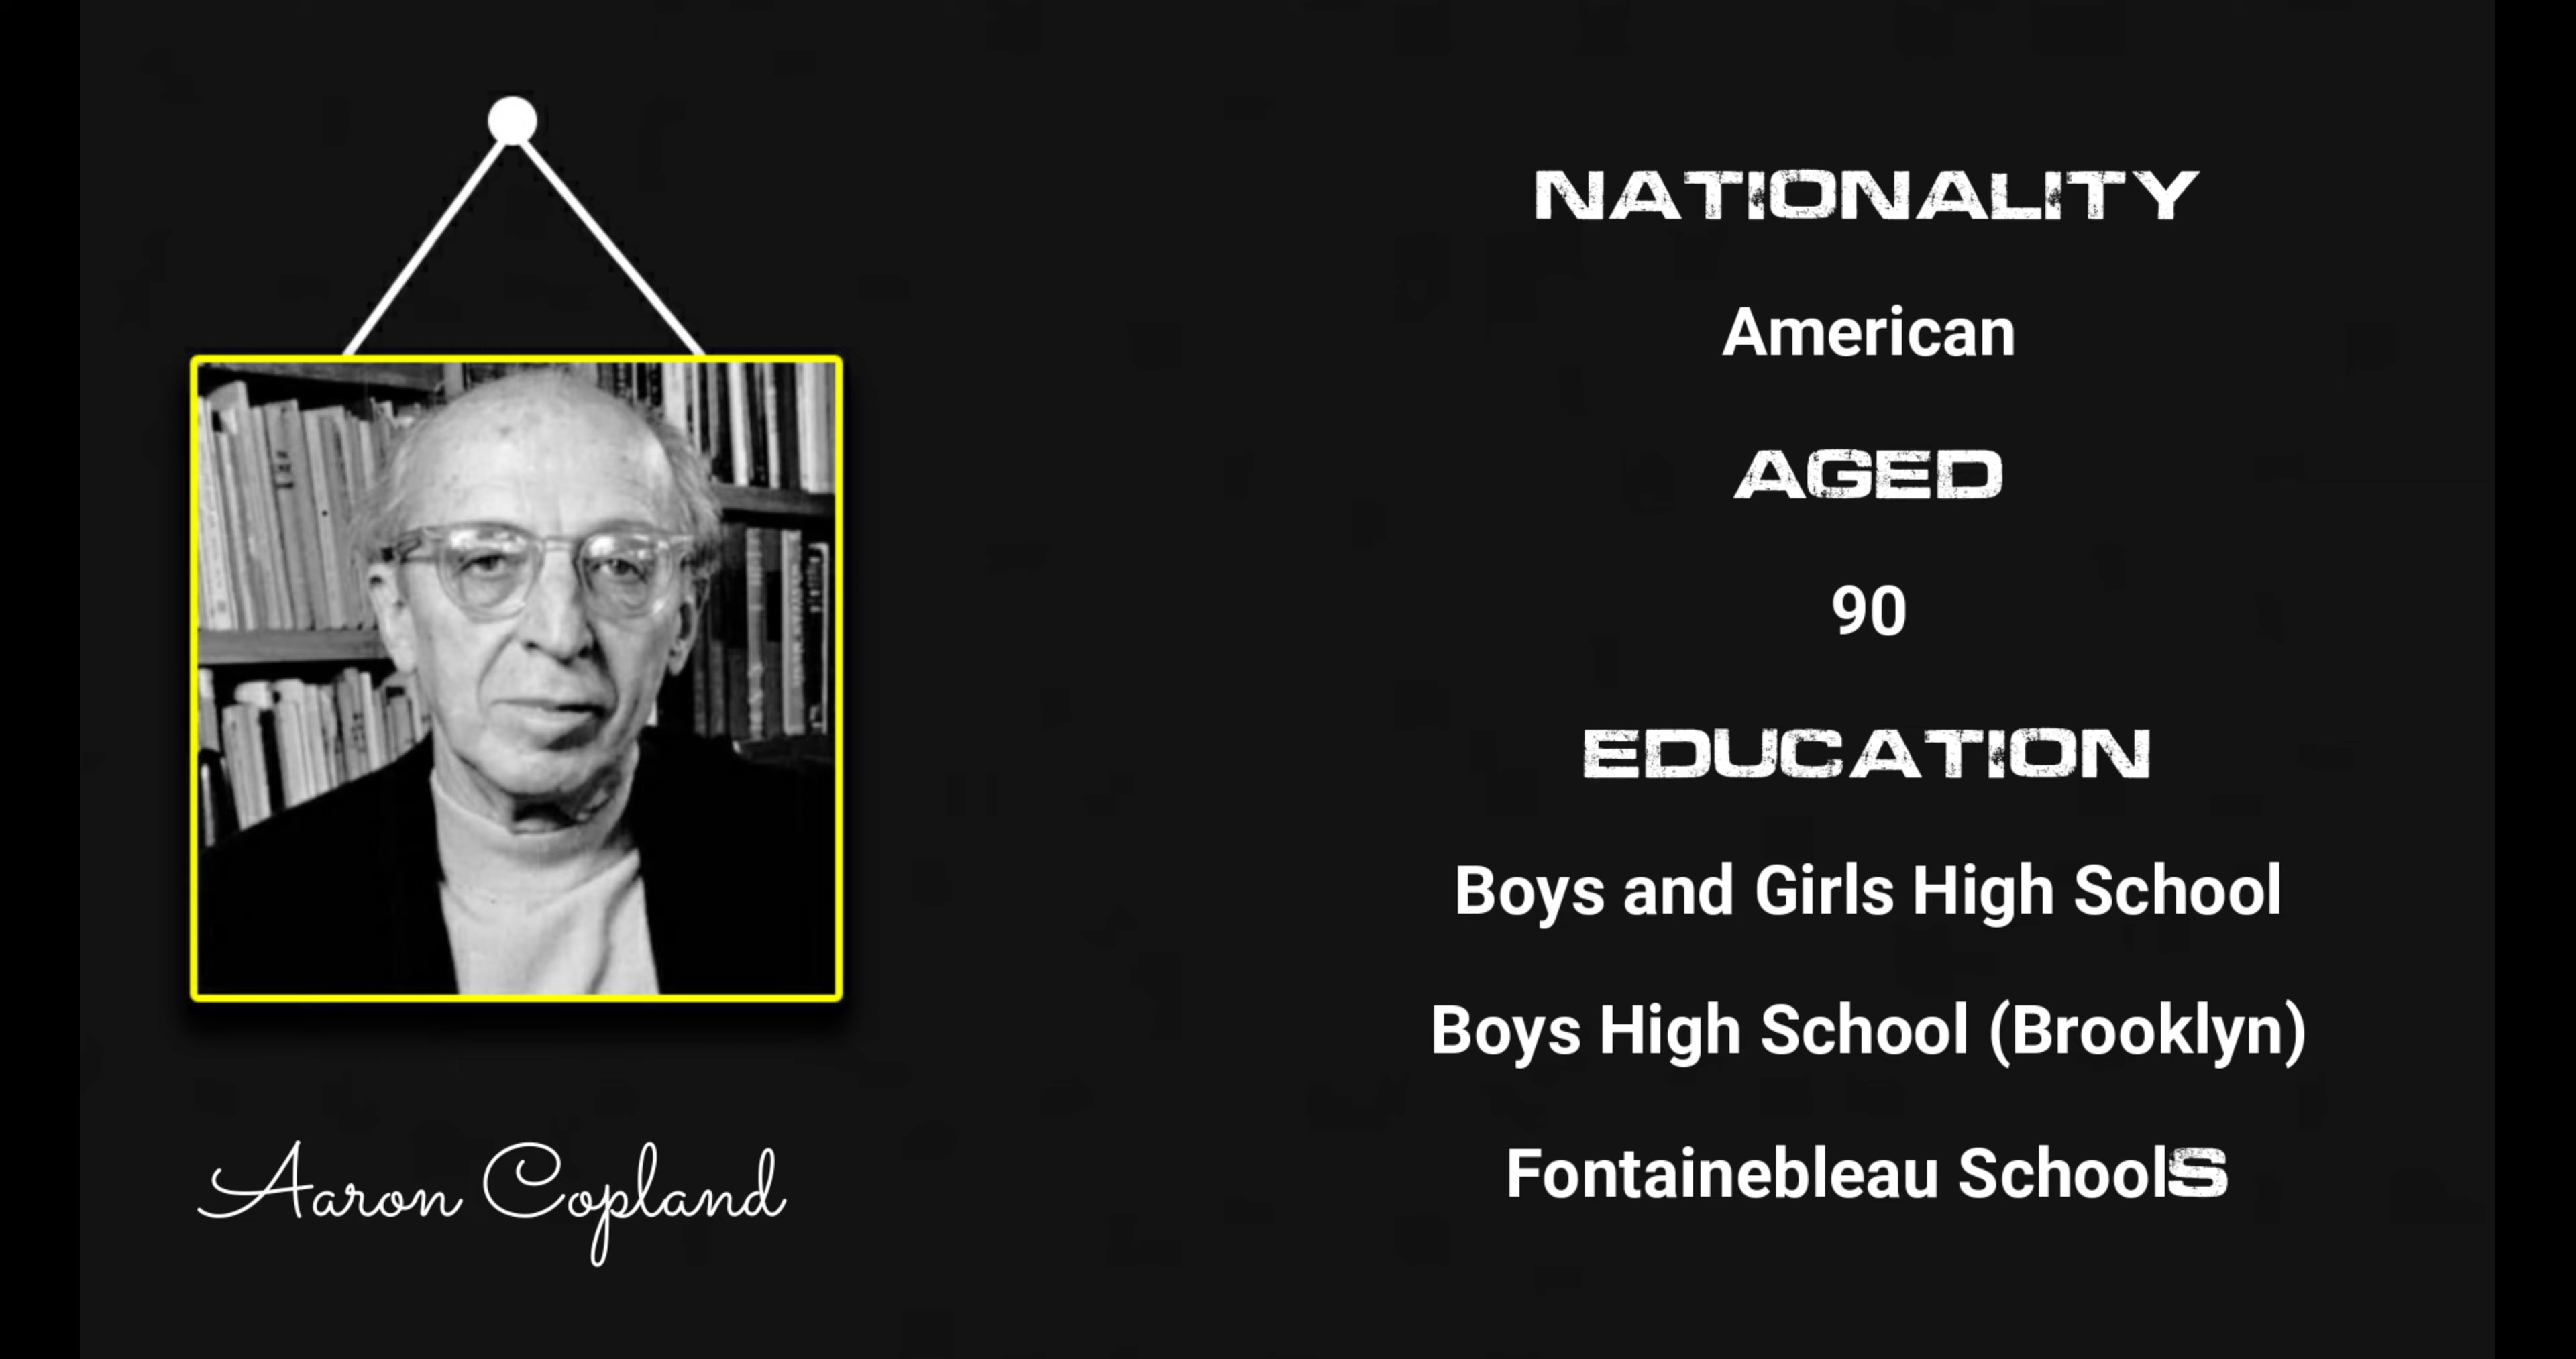 NATIONALITY
American
AGED
90
EDUCATION
Boys and Girls High School
Boys High School (Brooklyn)
Fontainebleau Schools
Aaron Copland